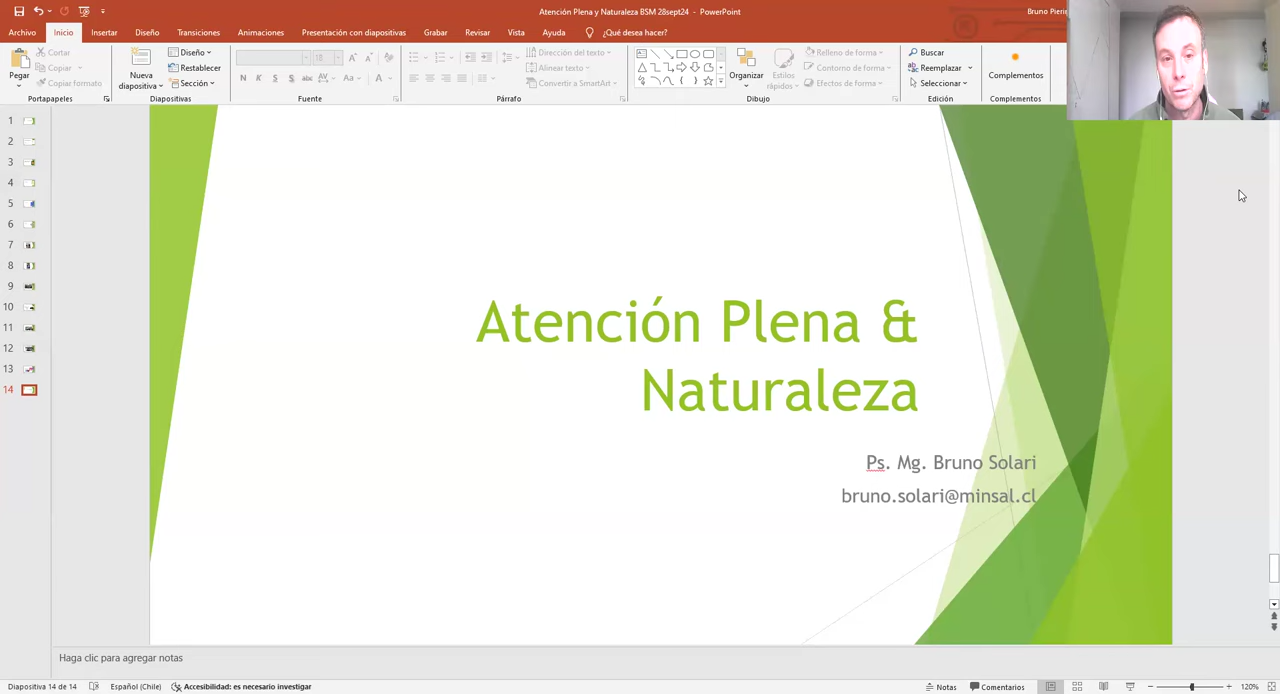 Atención Plena y Naturaleza BSM 28sept24 - PowerPoint
Bruno Pieri
Archivo Inicio Insertar Diseño Transiciones Animaciones Presentación con diapositivas Grabar Revisar Vista Ayuda ¿Qué desea hacer?
Pegar
Cortar
Copiar
Copiar formato
Portapapeles
Nueva diapositiva
Diseño
Restablecer
Sección
Diapositivas
18
N K S S abc AV Aa A
Fuente
Dirección del texto
Alinear texto
Convertir a SmartArt
Párrafo
Organizar
Estilos rápidos
Relleno de forma
Contorno de forma
Efectos de forma
Dibujo
Buscar
Reemplazar
Seleccionar
Edición
Complementos
Complementos
1
2
3
4
5
6
7
8
9
10
11
12
13
14
Atención Plena &
Naturaleza
Ps. Mg. Bruno Solari
bruno.solari@minsal.cl
Haga clic para agregar notas
Diapositiva 14 de 14 Español (Chile) Accesibilidad: es necesario investigar Notas Comentarios 120%